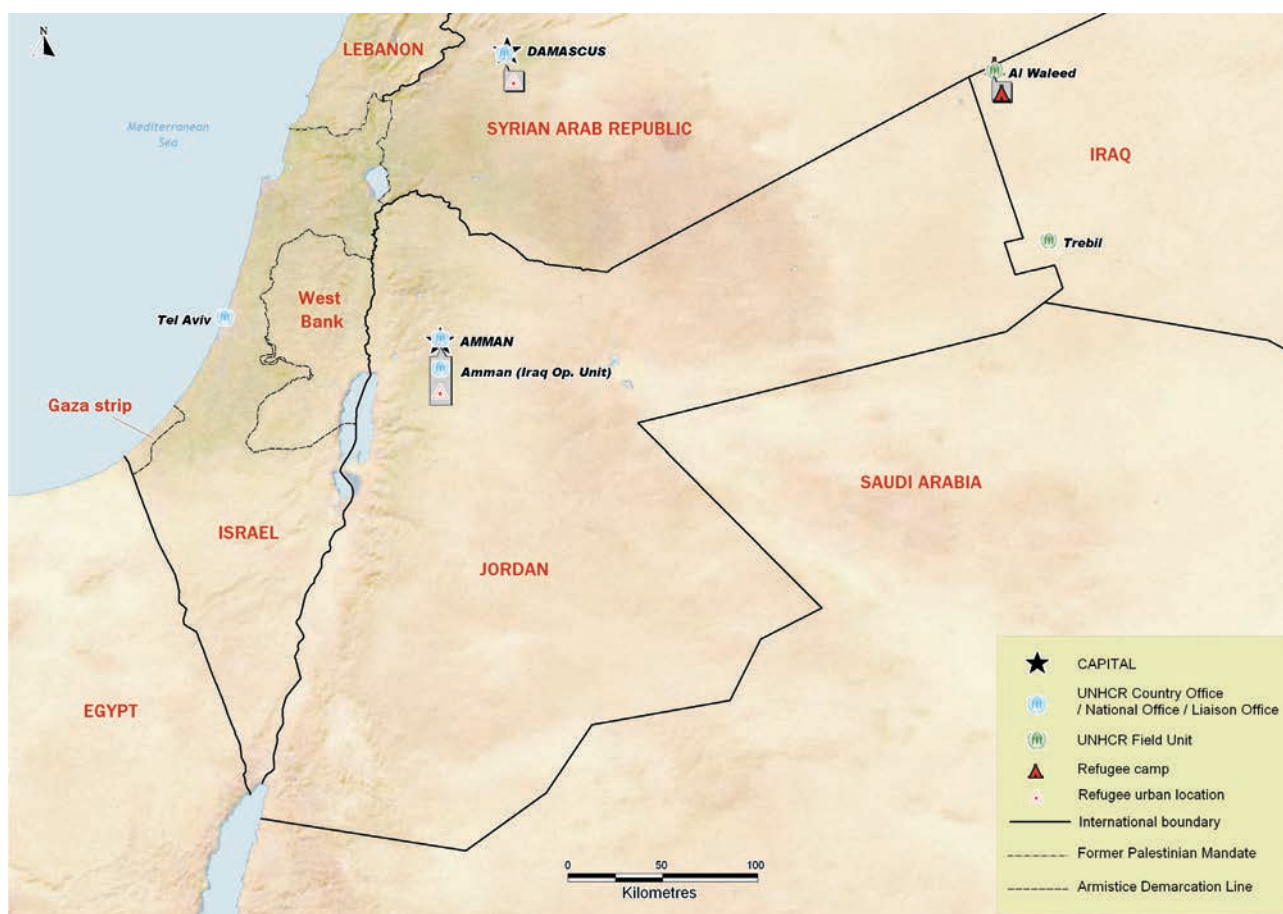 N
LEBANON
DAMASCUS
Al Waleed
Mediterranean
Sea
SYRIAN ARAB REPUBLIC
IRAQ
Trebil
West
Bank
Tel Aviv
AMMAN
Amman (Iraq Op. Unit)
Gaza strip
SAUDI ARABIA
ISRAEL
JORDAN
EGYPT
CAPITAL
UNHCR Country Office
/ National Office / Liaison Office
UNHCR Field Unit
Refugee camp
Refugee urban location
International boundary
Former Palestinian Mandate
Armistice Demarcation Line
0 50 100
Kilometres